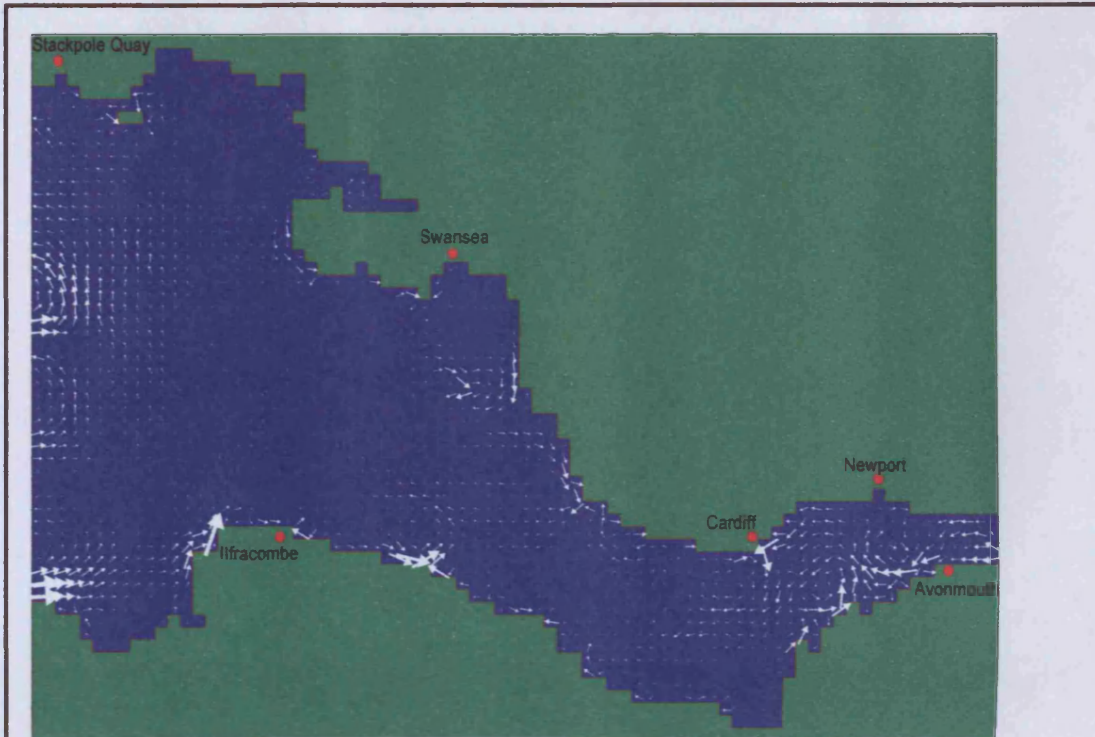 Stackpole Quay
Swansea
Newport
Cardiff
Ilfracombe
Avonmouth